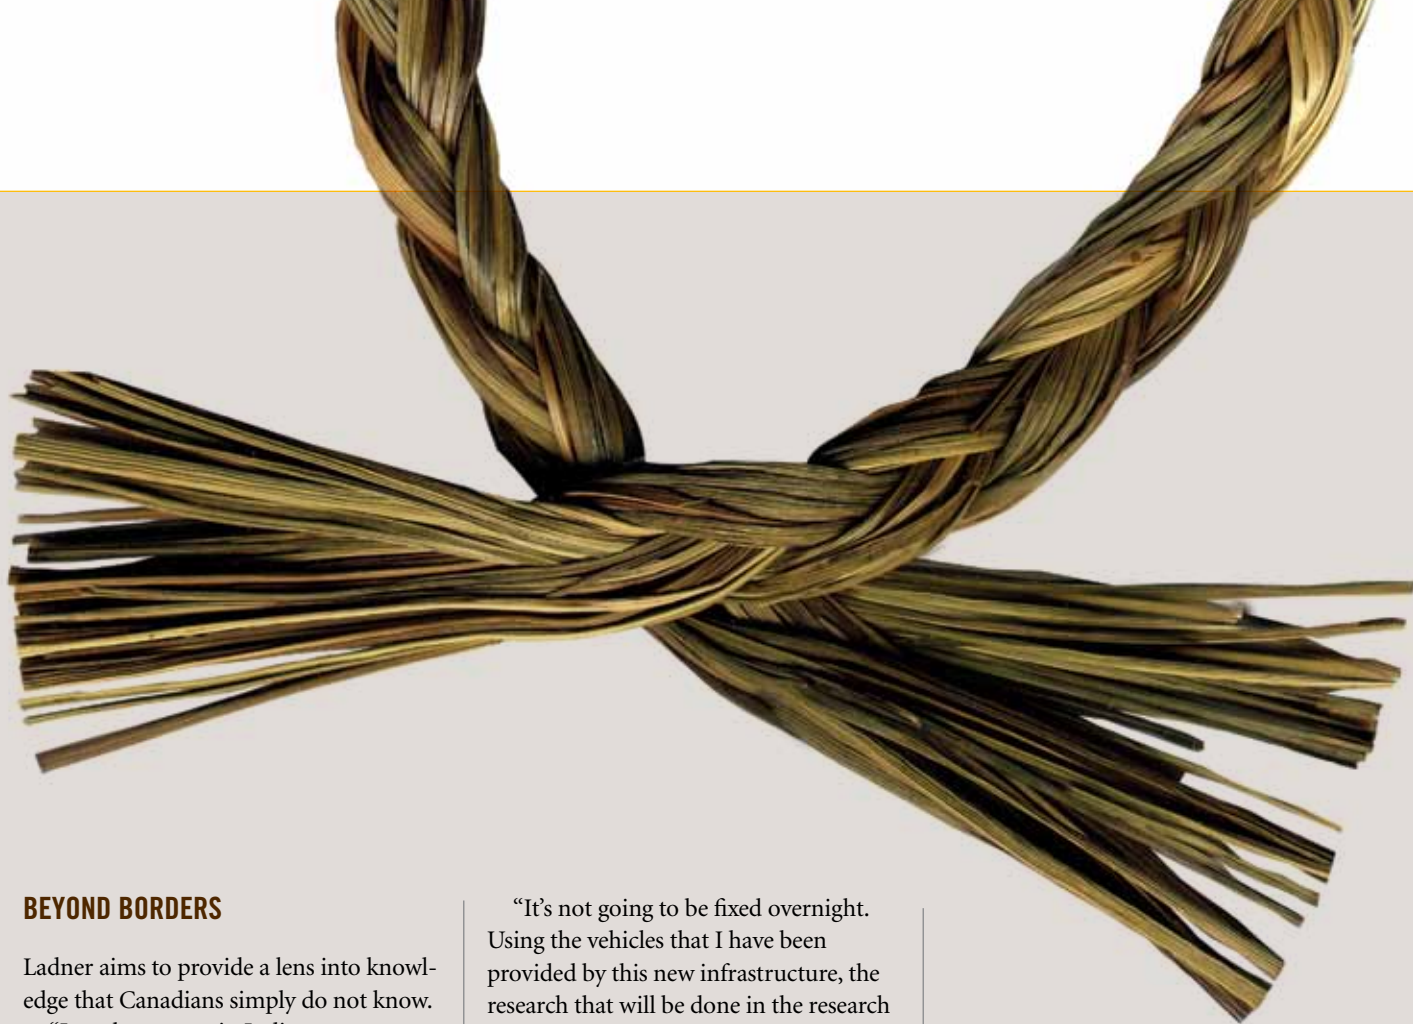 BEYOND BORDERS
Ladner aims to provide a lens into knowl-
edge that Canadians simply do not know.
“It’s not going to be fixed overnight.
Using the vehicles that I have been
provided by this new infrastructure, the
research that will be done in the research